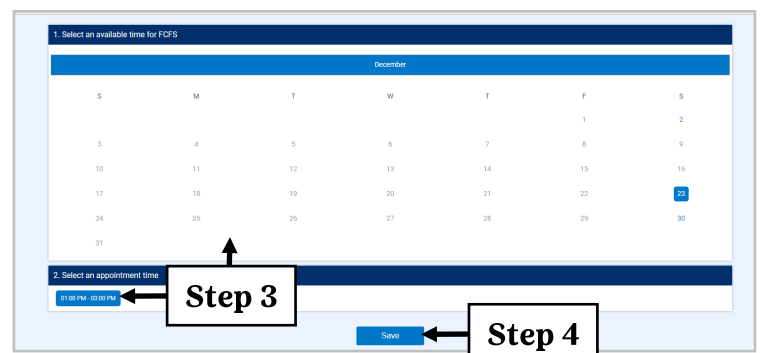 1. Select an available time for FCFS
December
S M T W T F S
1 2
3 4 5 6 7 8 9
10 11 12 13 14 15 16
17 18 19 20 21 22 23
24 25 26 27 28 29 30
31
2. Select an appointment time
01:00 PM - 03:00 PM
Step 3
Save
Step 4